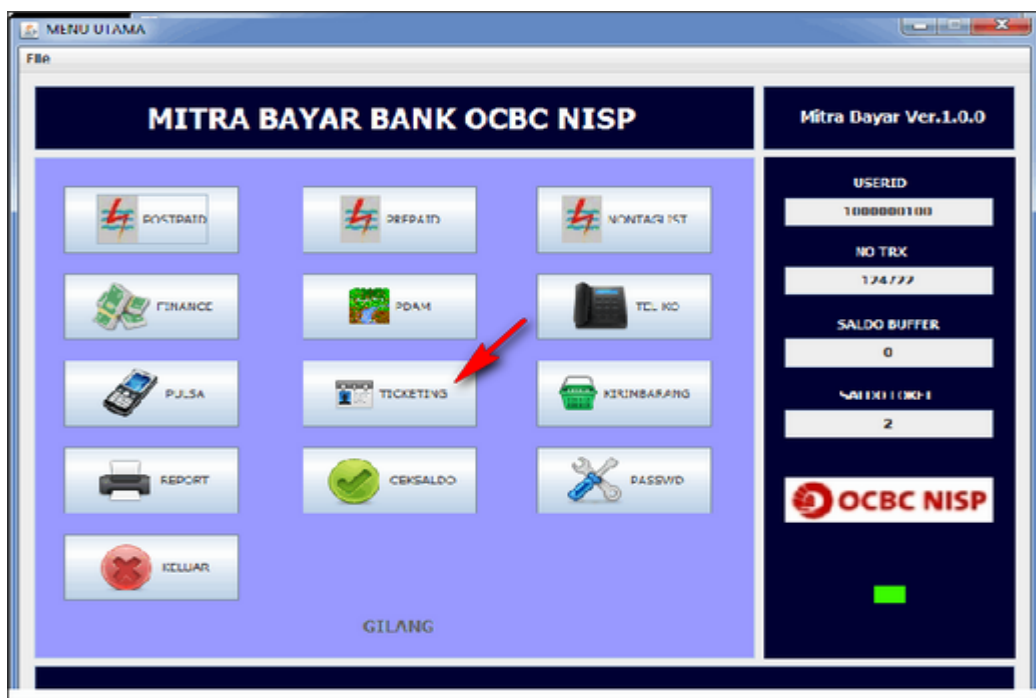 MENU UTAMA
File
MITRA BAYAR BANK OCBC NISP
Mitra Bayar Ver.1.0.0
POSTPAID
PREPAID
NONTAGLIST
FINANCE
PDAM
TELKO
PULSA
TICKETING
KIRIMBARANG
REPORT
CEKSALDO
PASSWD
KELUAR
GILANG
USERID
1000000100
NO TRX
SALDO BUFFER
0
SALDO LOKET
2
OCBC NISP